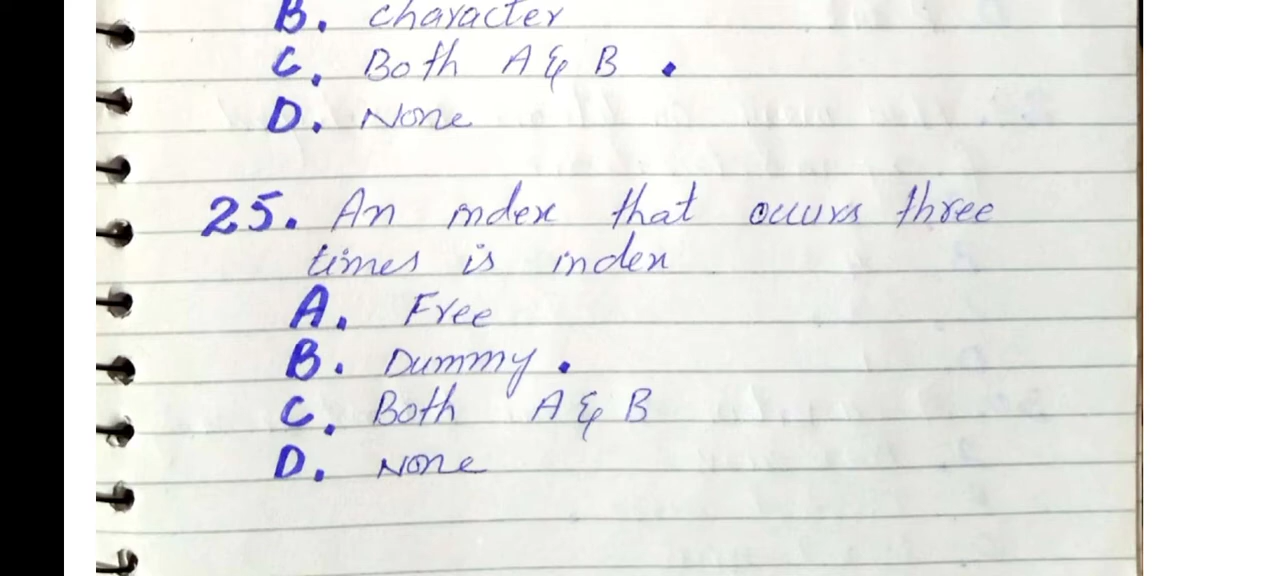 B. character
C. Both A & B .
D. None
25. An index that occurs three
times is index
A. Free
B. Dummy .
C. Both A & B
D. None